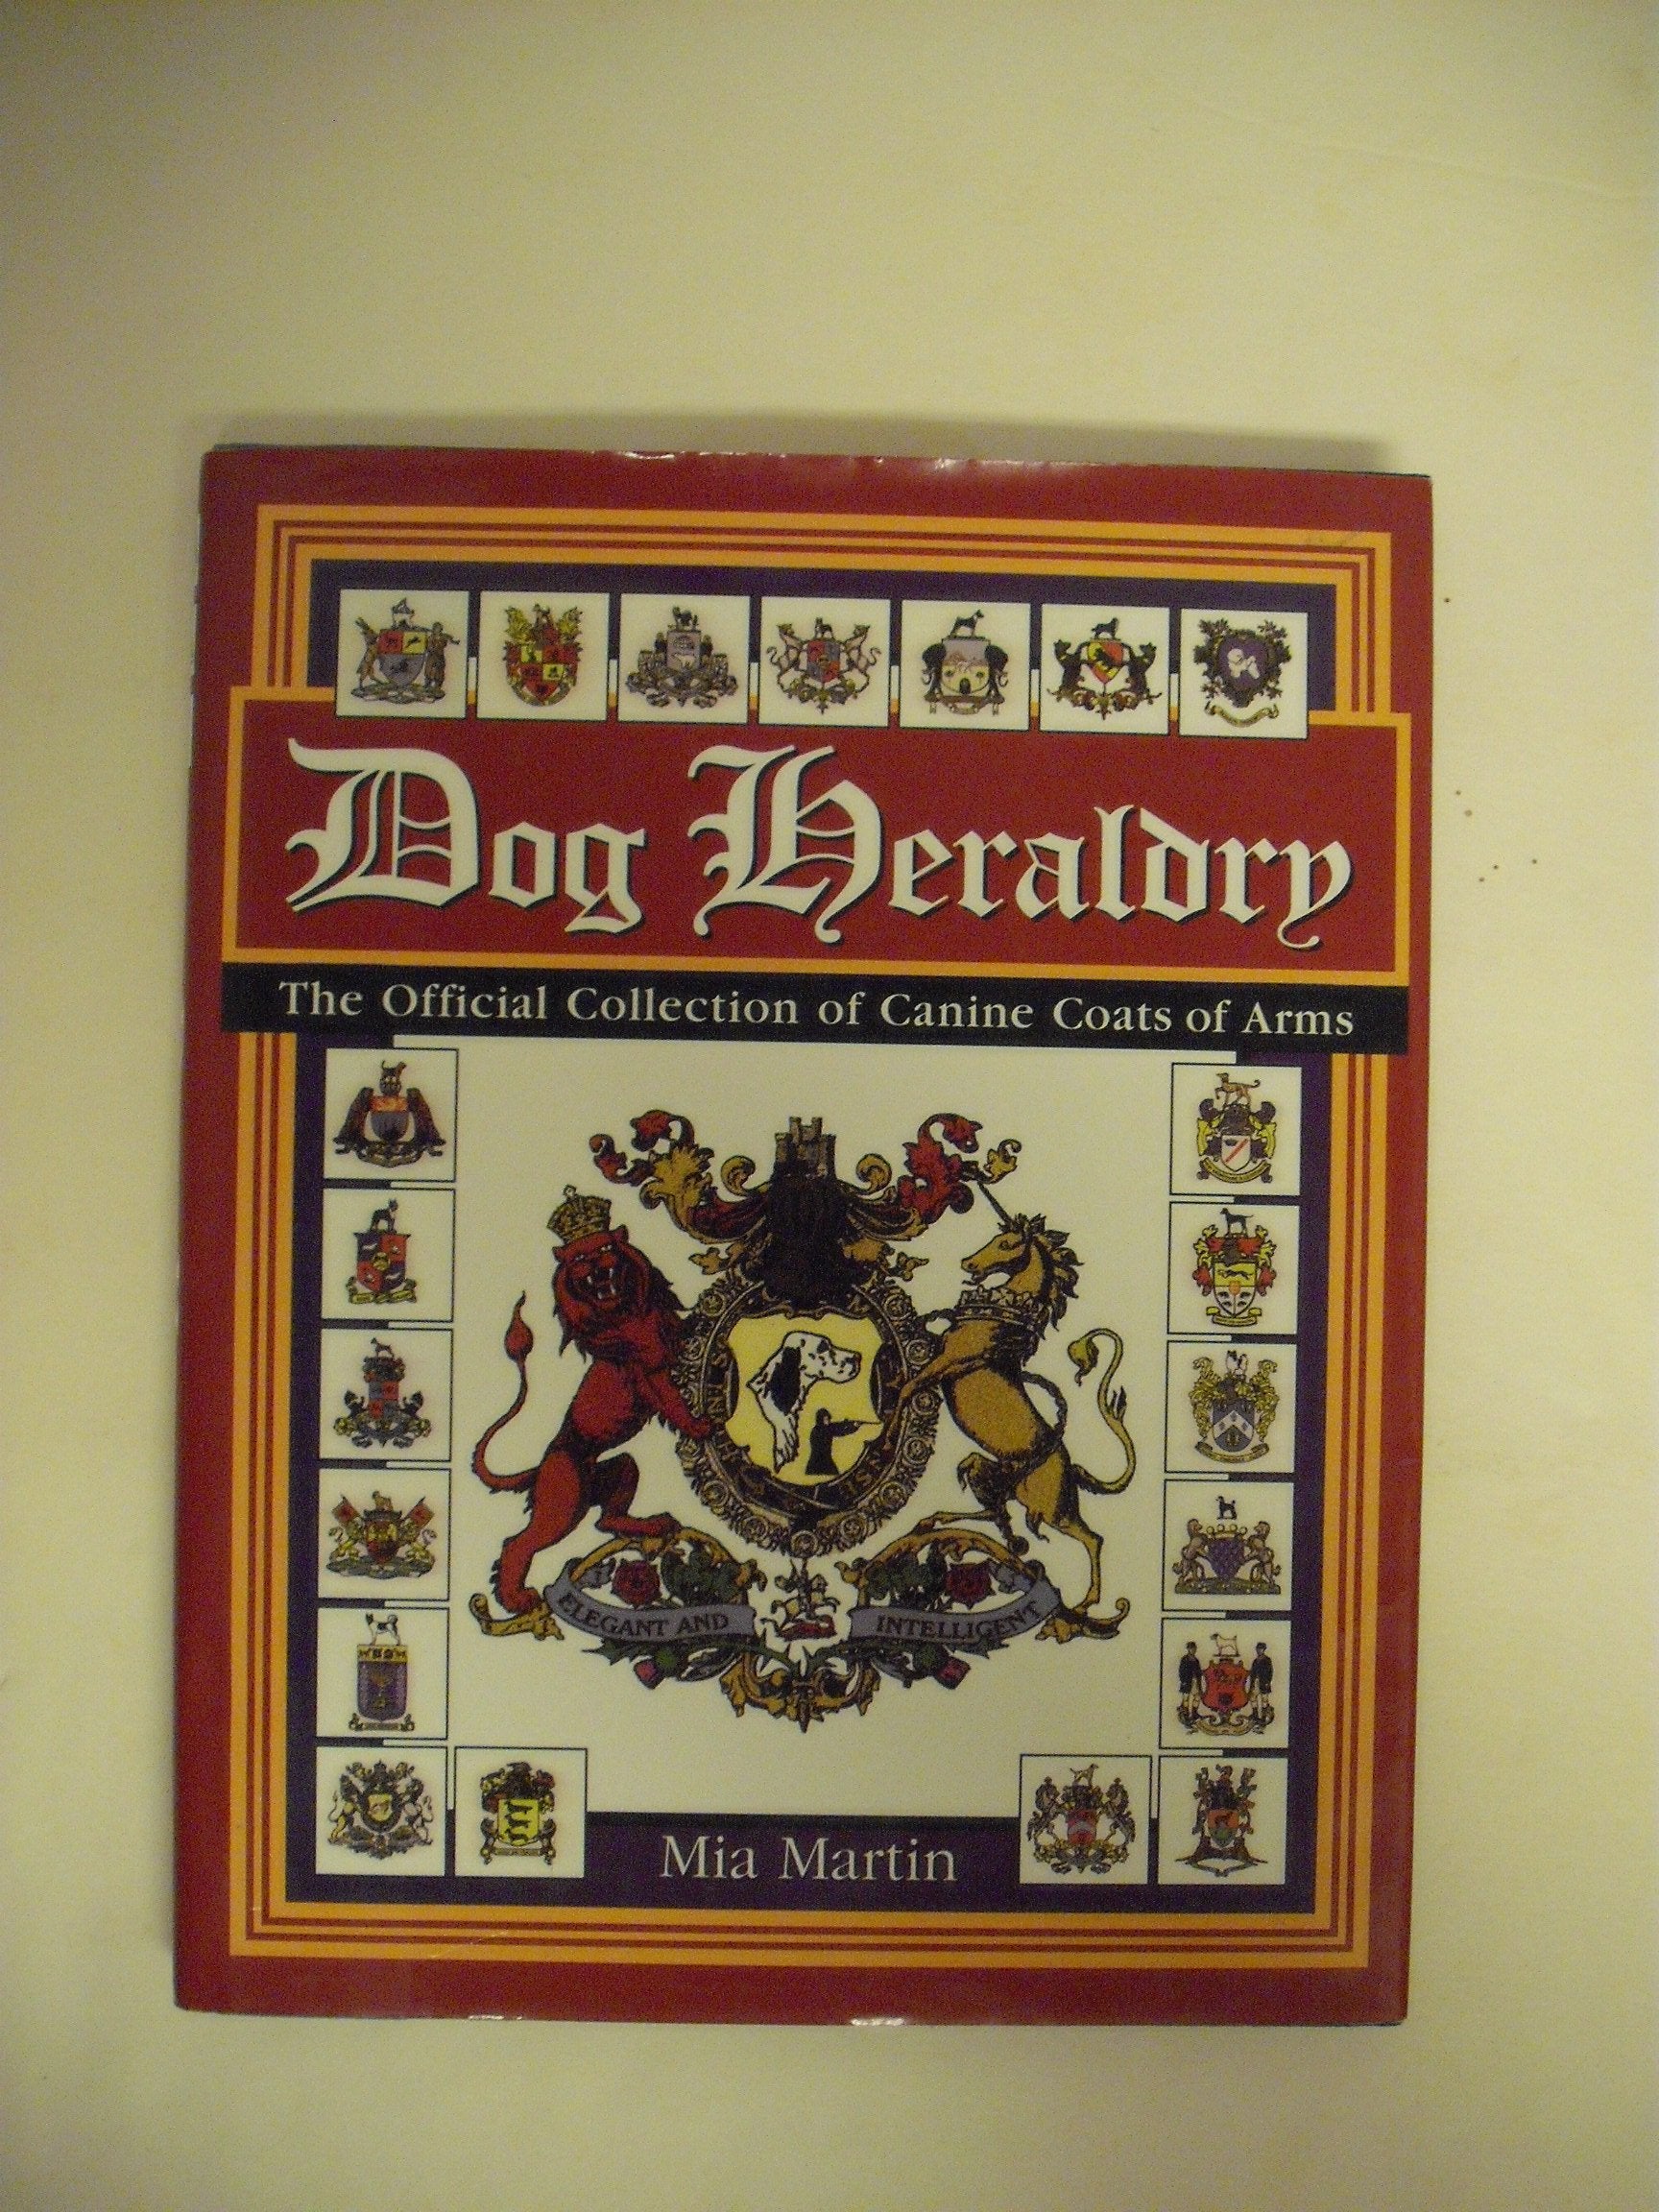 Dog Heraldry
The Official Collection of Canine Coats of Arms
ELEGANT AND INTELLIGENT
Mia Martin